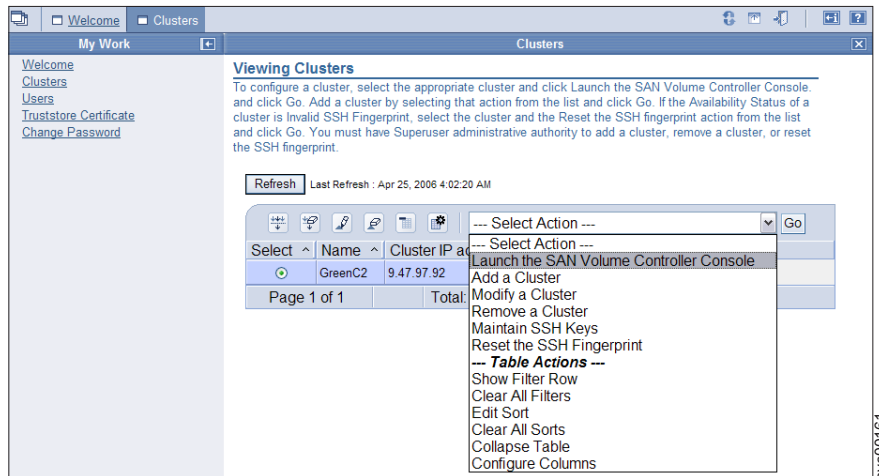 Welcome Clusters
My Work Clusters
Welcome
Clusters
Users
Truststore Certificate
Change Password
Viewing Clusters
To configure a cluster, select the appropriate cluster and click Launch the SAN Volume Controller Console.
and click Go. Add a cluster by selecting that action from the list and click Go. If the Availability Status of a
cluster is Invalid SSH Fingerprint, select the cluster and the Reset the SSH fingerprint action from the list
and click Go. You must have Superuser administrative authority to add a cluster, remove a cluster, or reset
the SSH fingerprint.
Refresh Last Refresh : Apr 25, 2006 4:02:20 AM
--- Select Action --- Go
Select Name Cluster IP
GreenC2 9.47.97.92
Page 1 of 1 Total:
--- Select Action ---
Launch the SAN Volume Controller Console
Add a Cluster
Modify a Cluster
Remove a Cluster
Maintain SSH Keys
Reset the SSH Fingerprint
--- Table Actions ---
Show Filter Row
Clear All Filters
Edit Sort
Clear All Sorts
Collapse Table
Configure Columns